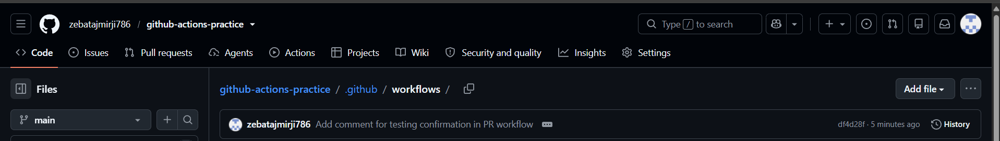 zebatajmirji786 / github-actions-practice
Type / to search
Code Issues Pull requests Agents Actions Projects Wiki Security and quality Insights Settings
Files
github-actions-practice / .github / workflows /
Add file
main
zebatajmirji786 Add comment for testing confirmation in PR workflow
df4d28f · 5 minutes ago
History